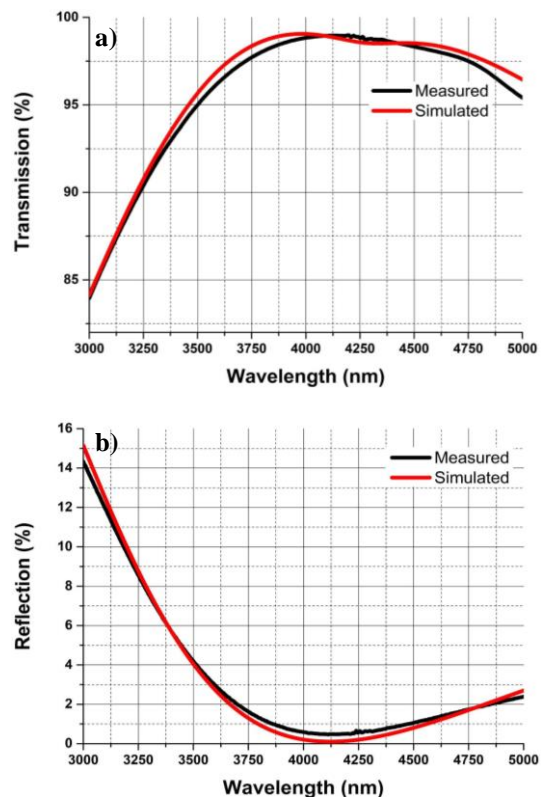 a)
100
95
90
85
Transmission (%)
Measured
Simulated
3000 3250 3500 3750 4000 4250 4500 4750 5000
Wavelength (nm)
b)
16
14
12
10
8
6
4
2
0
Reflection (%)
Measured
Simulated
3000 3250 3500 3750 4000 4250 4500 4750 5000
Wavelength (nm)